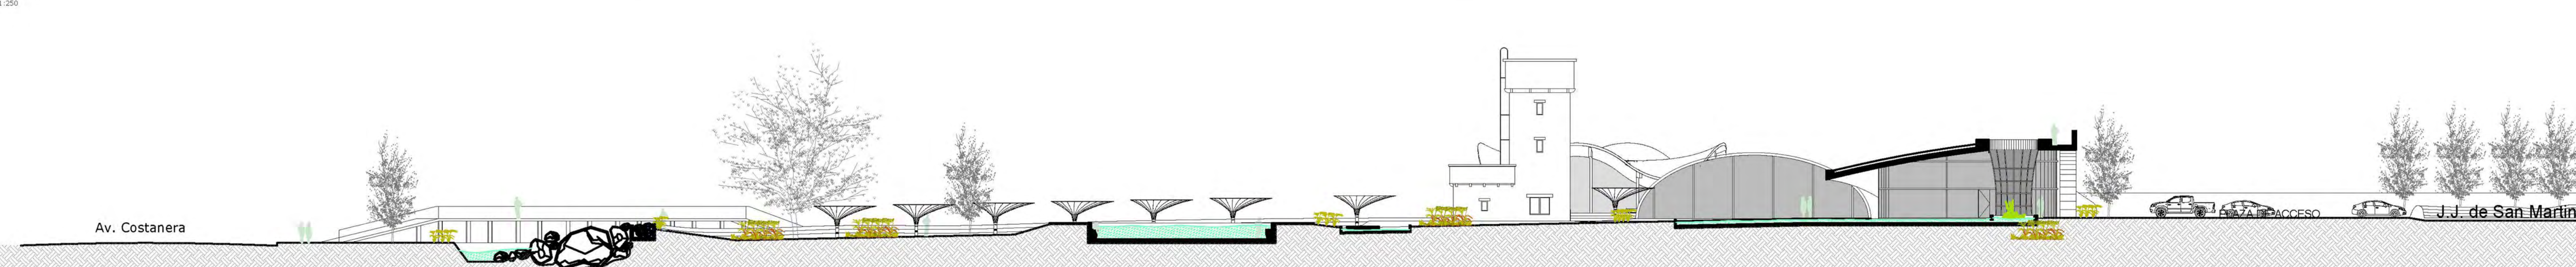 1:250
Av. Costanera
PLAZA DE ACCESO
J.J. de San Martin